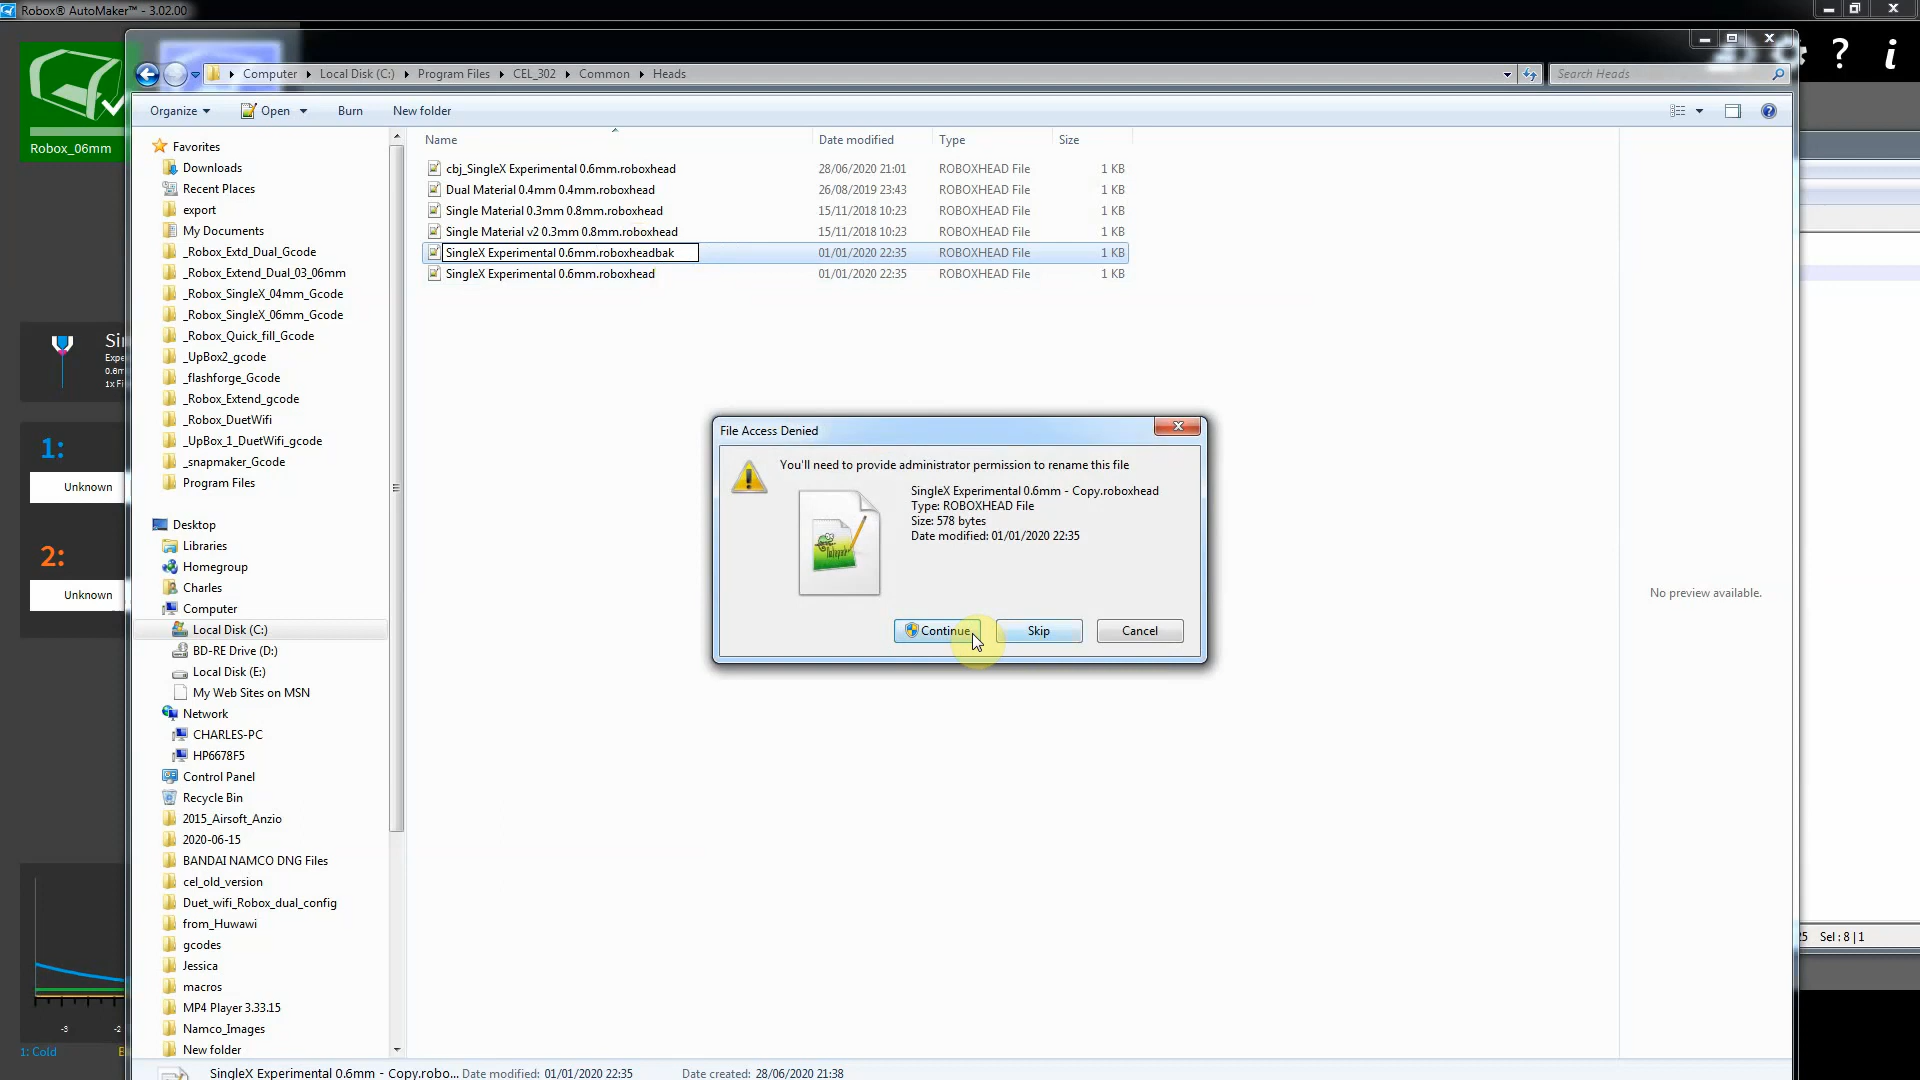 Robox® AutoMaker™ - 3.02.00
Robox_06mm
Computer
Local Disk (C:)
Program Files
CEL_302
Common
Heads
Search Heads
Organize
Open
Burn
New folder
Favorites
Downloads
Recent Places
export
My Documents
_Robox_Extd_Dual_Gcode
_Robox_Extend_Dual_03_06mm
_Robox_SingleX_04mm_Gcode
_Robox_SingleX_06mm_Gcode
_Robox_Quick_fill_Gcode
_UpBox2_gcode
_flashforge_Gcode
_Robox_Extend_gcode
_Robox_DuetWifi
_UpBox_1_DuetWifi_gcode
_snapmaker_Gcode
Program Files
Desktop
Libraries
Homegroup
Charles
Computer
Local Disk (C:)
BD-RE Drive (D:)
Local Disk (E:)
My Web Sites on MSN
Network
CHARLES-PC
HP6678F5
Control Panel
Recycle Bin
2015_Airsoft_Anzio
2020-06-15
BANDAI NAMCO DNG Files
cel_old_version
Duet_wifi_Robox_dual_config
from_Huwawi
gcodes
Jessica
macros
MP4 Player 3.33.15
Namco_Images
New folder
Name Date modified Type Size
cbj_SingleX Experimental 0.6mm.roboxhead 28/06/2020 21:01 ROBOXHEAD File 1 KB
Dual Material 0.4mm 0.4mm.roboxhead 26/08/2019 23:43 ROBOXHEAD File 1 KB
Single Material 0.3mm 0.8mm.roboxhead 15/11/2018 10:23 ROBOXHEAD File 1 KB
Single Material v2 0.3mm 0.8mm.roboxhead 15/11/2018 10:23 ROBOXHEAD File 1 KB
SingleX Experimental 0.6mm.roboxheadbak 01/01/2020 22:35 ROBOXHEAD File 1 KB
SingleX Experimental 0.6mm.roboxhead 01/01/2020 22:35 ROBOXHEAD File 1 KB
File Access Denied
You'll need to provide administrator permission to rename this file
SingleX Experimental 0.6mm - Copy.roboxhead
Type: ROBOXHEAD File
Size: 578 bytes
Date modified: 01/01/2020 22:35
Continue
Skip
Cancel
No preview available.
1:
Unknown
2:
Unknown
-3
-2
1: Cold
Sel : 8 | 1
SingleX Experimental 0.6mm - Copy.robo... Date modified: 01/01/2020 22:35 Date created: 28/06/2020 21:38